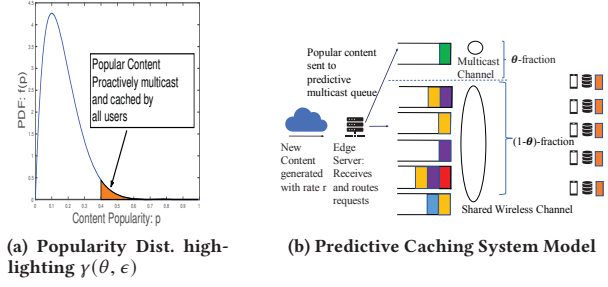 4.5
4
3.5
3
2.5
2
1.5
1
0.5
0
PDF: f(p)
Popular Content
Proactively multicast
and cached by
all users
0 0.1 0.2 0.3 0.4 0.5 0.6 0.7 0.8 0.9 1
Content Popularity: p
(a) Popularity Dist. high-
lighting γ(θ, ϵ)
Popular content
sent to
predictive
multicast queue
Multicast
Channel
θ-fraction
(1-θ)-fraction
New
Content
generated
with rate r
Edge
Server:
Receives
and routes
requests
Shared Wireless Channel
(b) Predictive Caching System Model